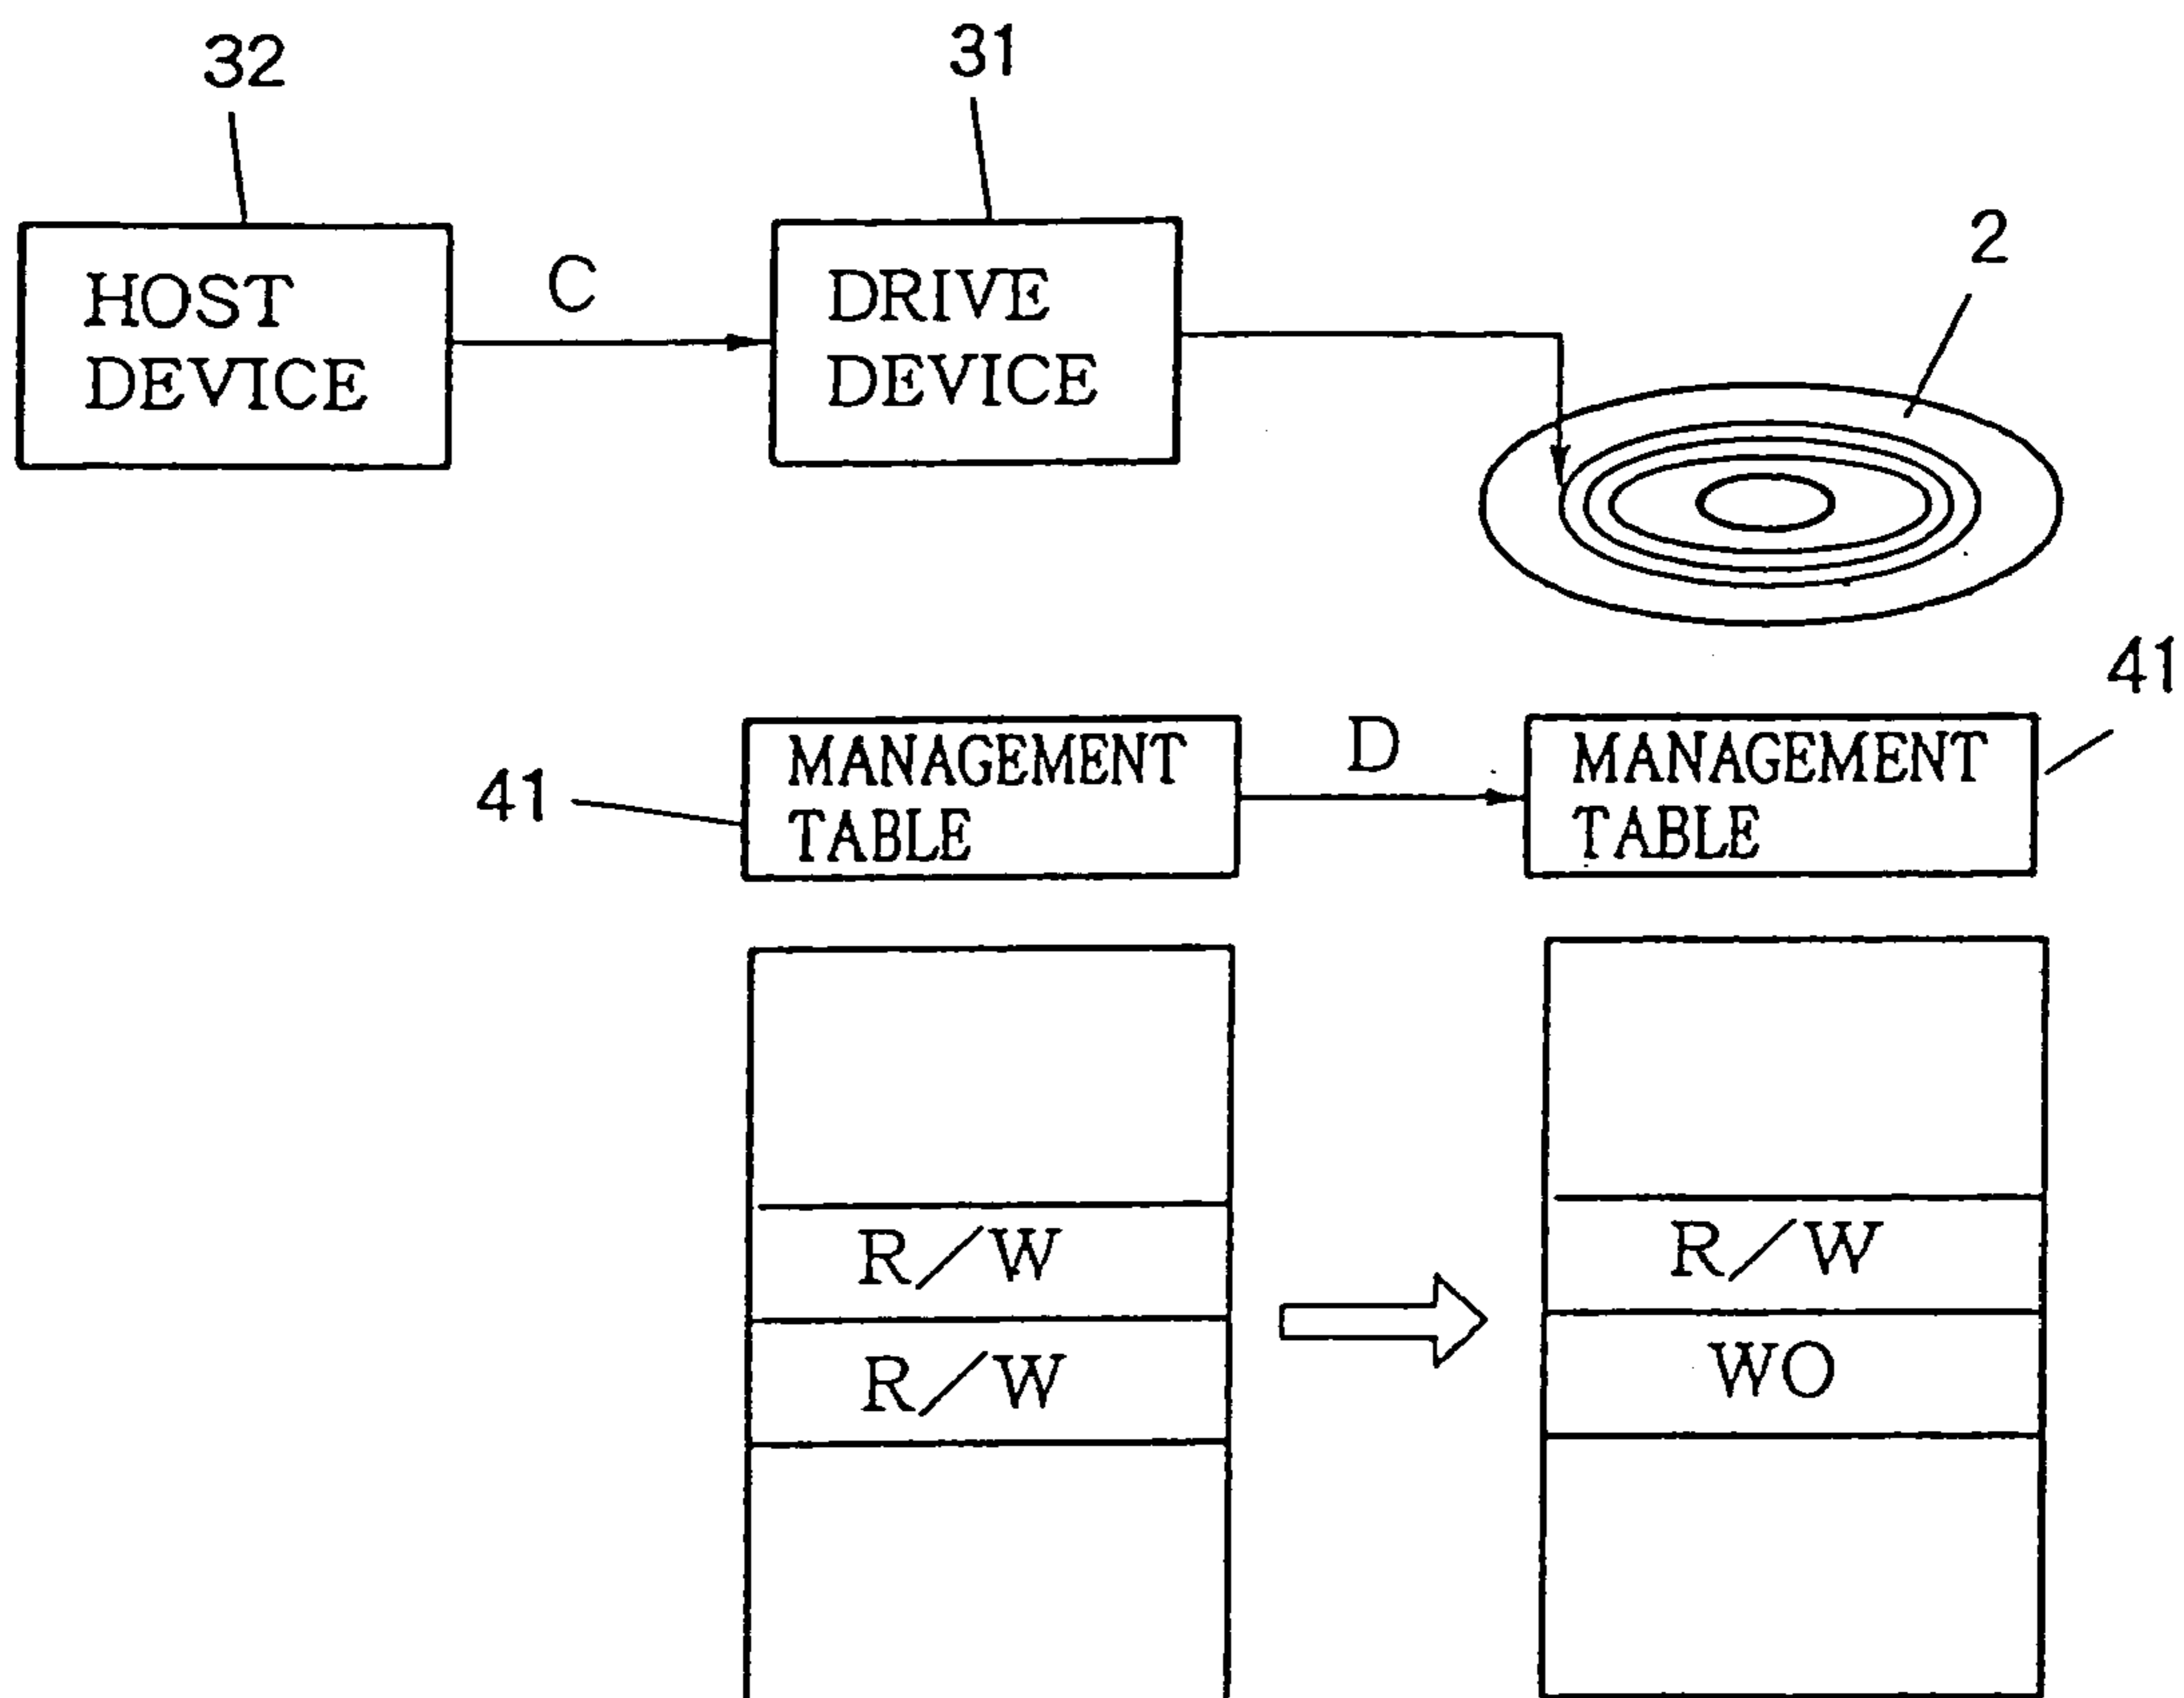 32
31
2
HOST
DEVICE
C
DRIVE
DEVICE
41
MANAGEMENT
TABLE
D
MANAGEMENT
TABLE
41
R/W
R/W
R/W
WO